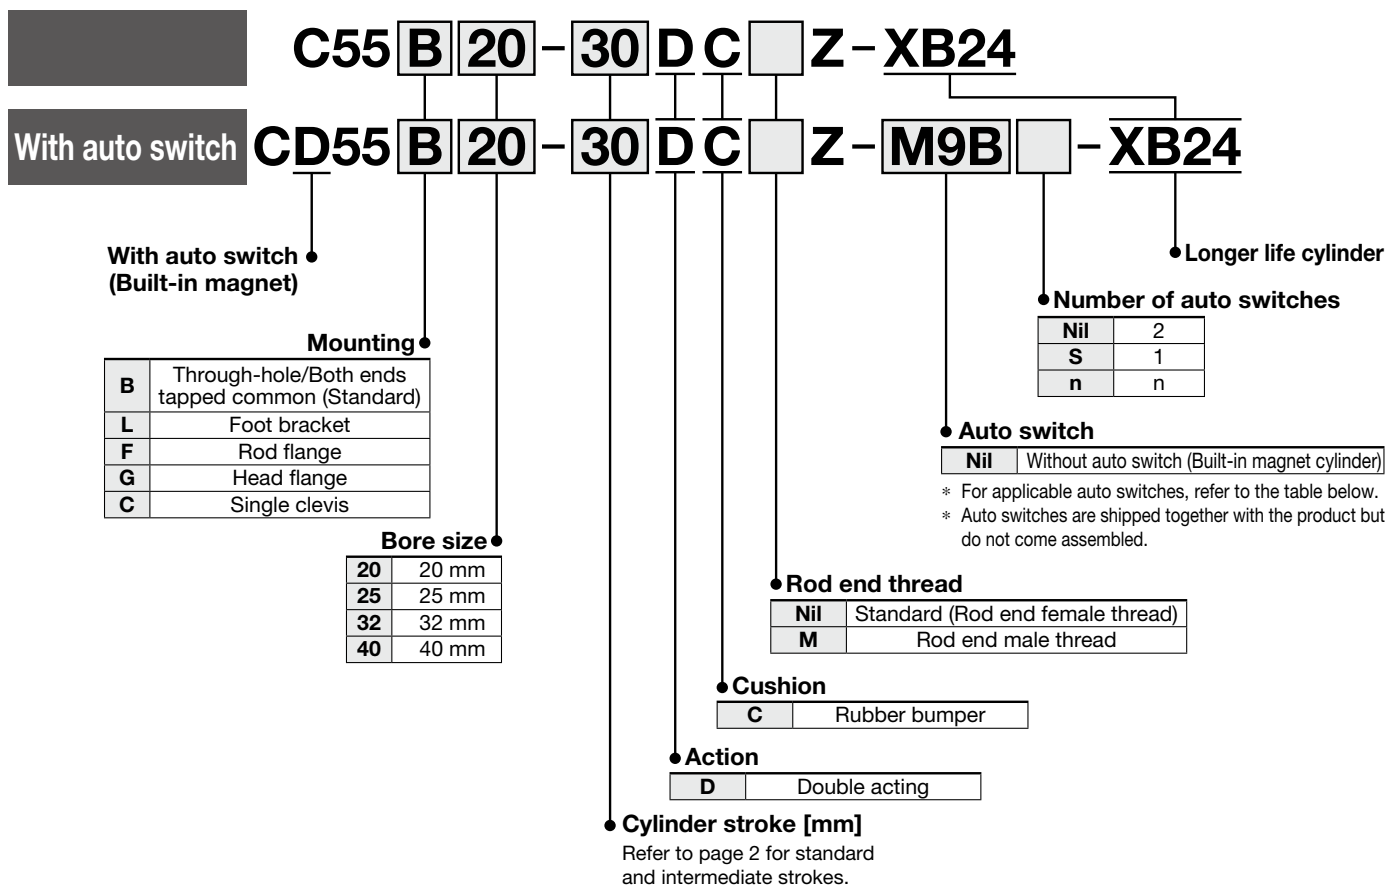 C55 B 20 - 30 D C Z - XB24
With auto switch CD55 B 20 - 30 D C Z - M9B - XB24
With auto switch
(Built-in magnet)
Longer life cylinder
Number of auto switches
Nil 2
S 1
n n
Mounting
B Through-hole/Both ends
tapped common (Standard)
L Foot bracket
F Rod flange
G Head flange
C Single clevis
Auto switch
Nil Without auto switch (Built-in magnet cylinder)
* For applicable auto switches, refer to the table below.
* Auto switches are shipped together with the product but
do not come assembled.
Bore size
20 20 mm
25 25 mm
32 32 mm
40 40 mm
Rod end thread
Nil Standard (Rod end female thread)
M Rod end male thread
Cushion
C Rubber bumper
Action
D Double acting
Cylinder stroke [mm]
Refer to page 2 for standard
and intermediate strokes.